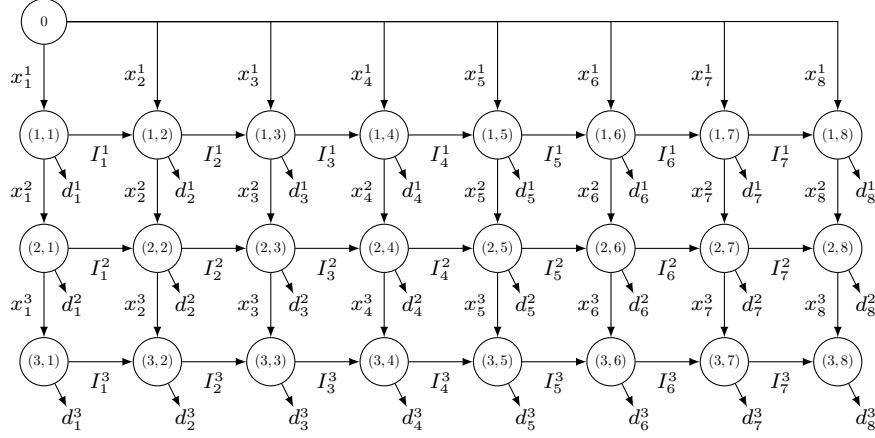 0
x_1^1 x_2^1 x_3^1 x_4^1 x_5^1 x_6^1 x_7^1 x_8^1
(1, 1) (1, 2) (1, 3) (1, 4) (1, 5) (1, 6) (1, 7) (1, 8)
I_1^1 I_2^1 I_3^1 I_4^1 I_5^1 I_6^1 I_7^1
x_1^2 d_1^1 x_2^2 d_2^1 x_3^2 d_3^1 x_4^2 d_4^1 x_5^2 d_5^1 x_6^2 d_6^1 x_7^2 d_7^1 x_8^2 d_8^1
(2, 1) (2, 2) (2, 3) (2, 4) (2, 5) (2, 6) (2, 7) (2, 8)
I_1^2 I_2^2 I_3^2 I_4^2 I_5^2 I_6^2 I_7^2
x_1^3 d_1^2 x_2^3 d_2^2 x_3^3 d_3^2 x_4^3 d_4^2 x_5^3 d_5^2 x_6^3 d_6^2 x_7^3 d_7^2 x_8^3 d_8^2
(3, 1) (3, 2) (3, 3) (3, 4) (3, 5) (3, 6) (3, 7) (3, 8)
I_1^3 I_2^3 I_3^3 I_4^3 I_5^3 I_6^3 I_7^3
d_1^3 d_2^3 d_3^3 d_4^3 d_5^3 d_6^3 d_7^3 d_8^3